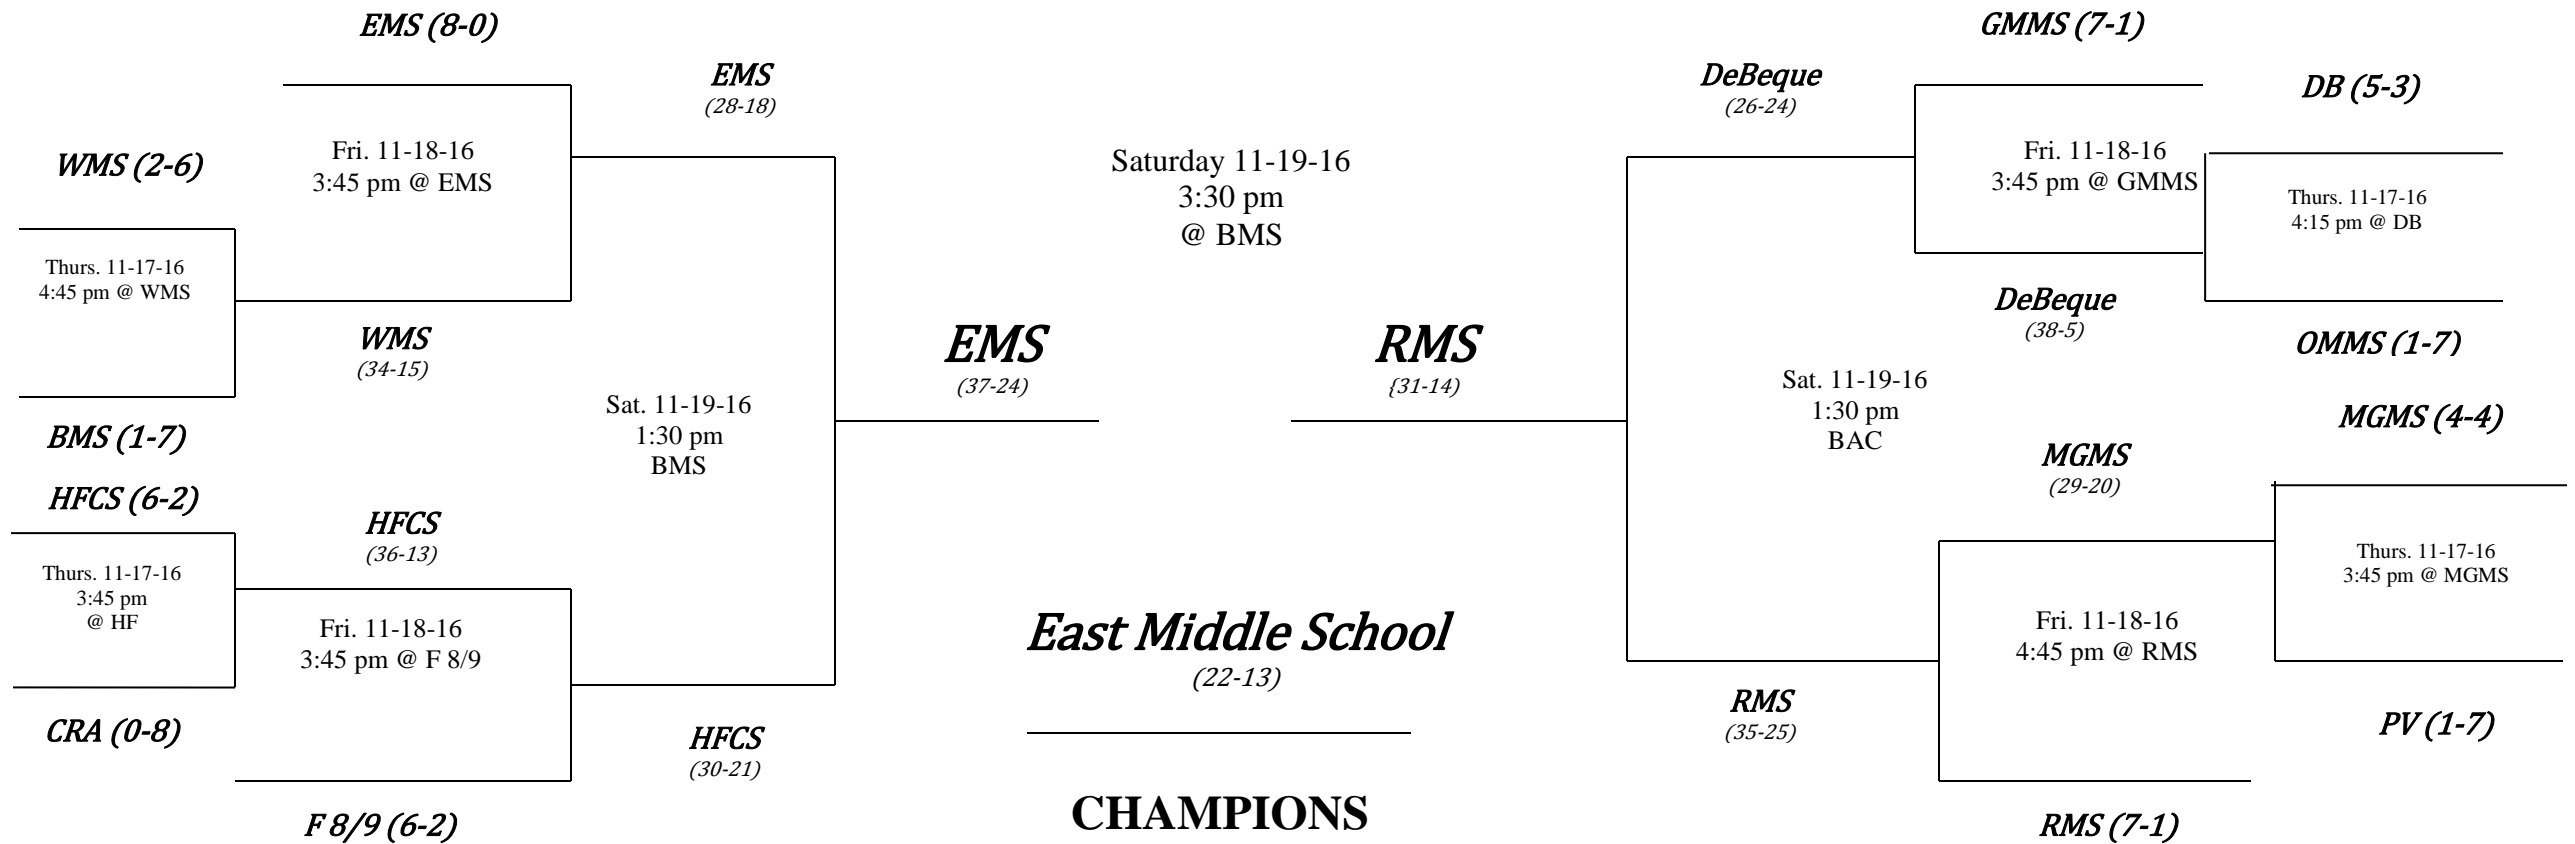 EMS (8-0)
EMS
(28-18)
WMS (2-6)
Fri. 11-18-16
3:45 pm @ EMS
Thurs. 11-17-16
4:45 pm @ WMS
WMS
(34-15)
BMS (1-7)
HFCS (6-2)
HFCS
(36-13)
Thurs. 11-17-16
3:45 pm
@ HF
Fri. 11-18-16
3:45 pm @ F 8/9
CRA (0-8)
HFCS
(30-21)
F 8/9 (6-2)
Sat. 11-19-16
1:30 pm
BMS
EMS
(37-24)
Saturday 11-19-16
3:30 pm
@ BMS
RMS
{31-14)
East Middle School
(22-13)
CHAMPIONS
GMMS (7-1)
DeBeque
(26-24)
DB (5-3)
Fri. 11-18-16
3:45 pm @ GMMS
Thurs. 11-17-16
4:15 pm @ DB
DeBeque
(38-5)
OMMS (1-7)
Sat. 11-19-16
1:30 pm
BAC
MGMS (4-4)
MGMS
(29-20)
Thurs. 11-17-16
3:45 pm @ MGMS
Fri. 11-18-16
4:45 pm @ RMS
RMS
(35-25)
PV (1-7)
RMS (7-1)